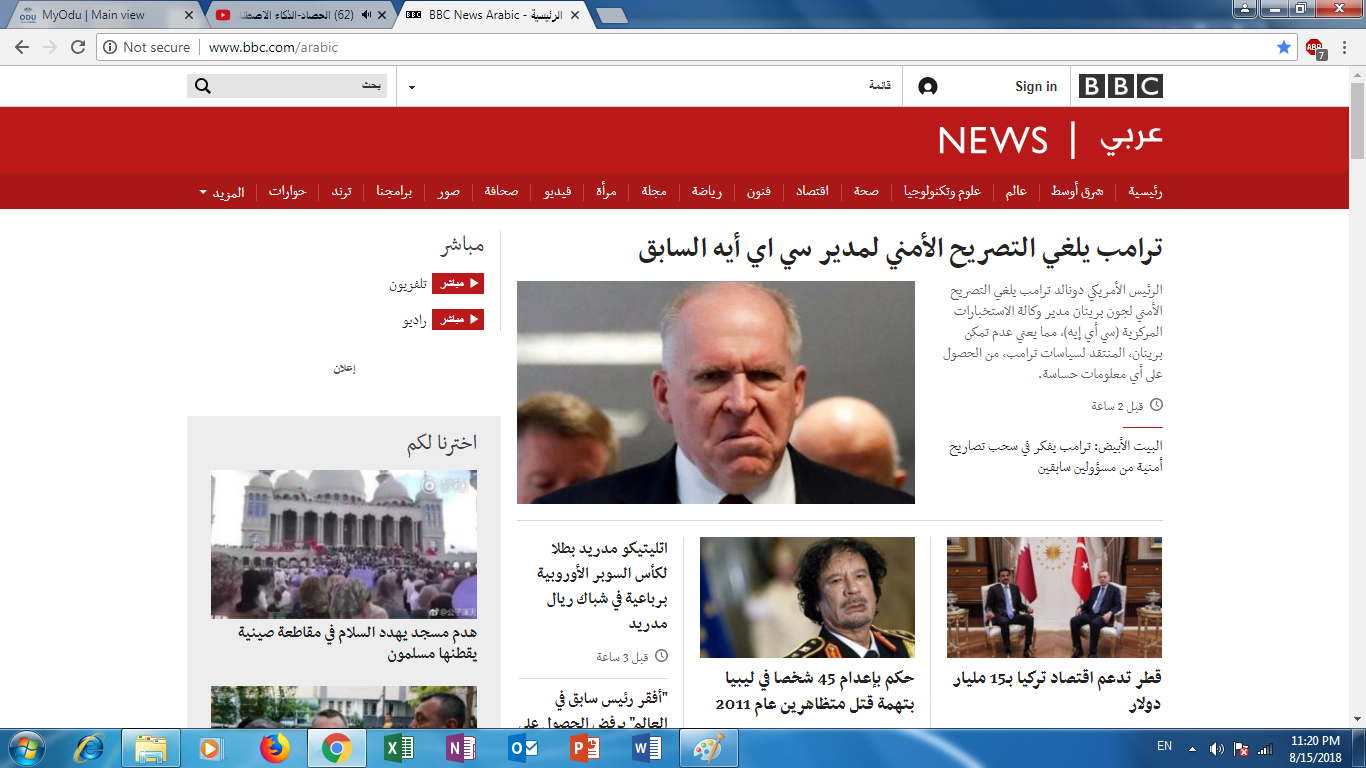 MyOdu | Main view
(62) الحصاد-الذكاء الاصطنا
BBC News Arabic - الرئيسية
Not secure | www.bbc.com/arabic
ABP
7
BBC
Sign in
قائمة
بحث
NEWS | عربي
رئيسية
شرق أوسط
عالم
علوم وتكنولوجيا
صحة
اقتصاد
فنون
رياضة
مجلة
مرأة
فيديو
صحافة
صور
برامجنا
ترند
حوارات
المزيد
ترامب يلغي التصريح الأمني لمدير سي اي أيه السابق
الرئيس الأمريكي دونالد ترامب يلغي التصريح
الأمني لجون برينان مدير وكالة الاستخبارات
المركزية (سي أي إيه)، مما يعني عدم تمكن
برينان، المنتقد لسياسات ترامب، من الحصول
على أي معلومات حساسة.
قبل 2 ساعة
البيت الأبيض: ترامب يفكر في سحب تصاريح
أمنية من مسؤولين سابقين
مباشر
مباشر تلفزيون
مباشر راديو
إعلان
اخترنا لكم
هدم مسجد يهدد السلام في مقاطعة صينية
يقطنها مسلمون
قطر تدعم اقتصاد تركيا بـ15 مليار
دولار
حكم بإعدام 45 شخصا في ليبيا
بتهمة قتل متظاهرين عام 2011
اتليتيكو مدريد بطلا
لكأس السوبر الأوروبية
برباعية في شباك ريال
مدريد
قبل 3 ساعة
"أفقر رئيس سابق في
العالم" يرفض الحصول على
EN
11:20 PM
8/15/2018